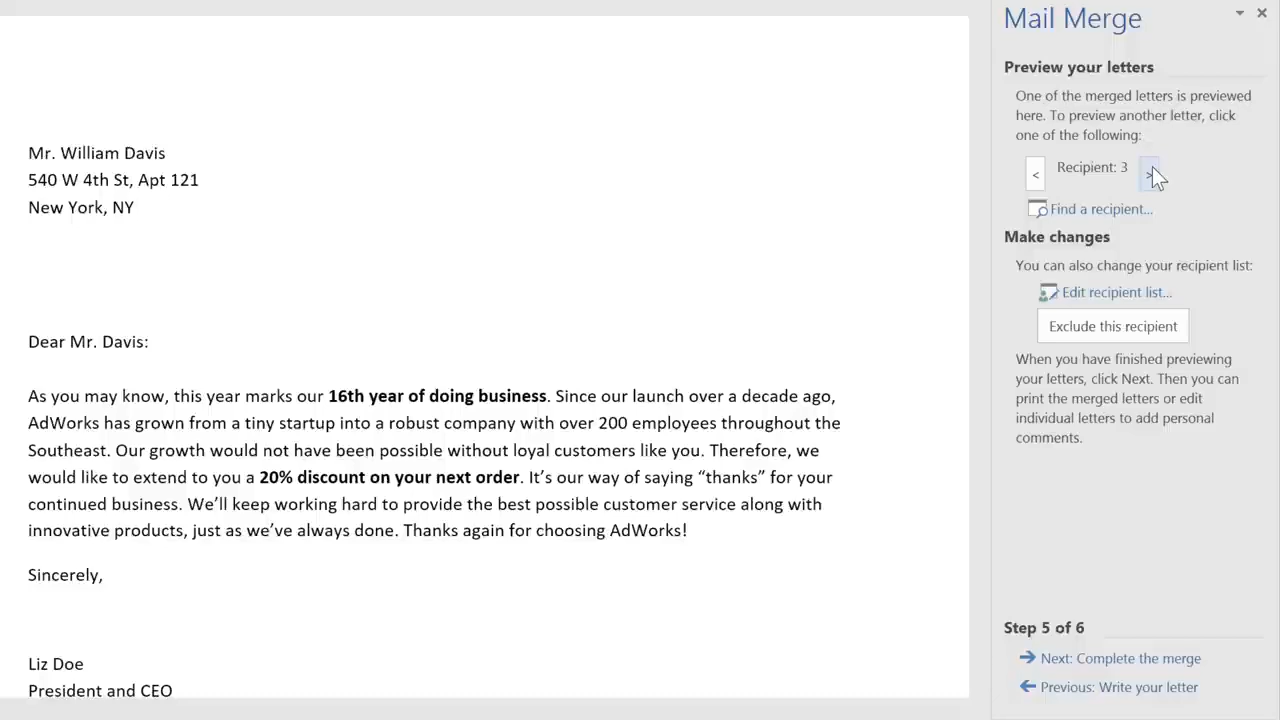 Mr. William Davis
540 W 4th St, Apt 121
New York, NY
Dear Mr. Davis:
As you may know, this year marks our 16th year of doing business. Since our launch over a decade ago,
AdWorks has grown from a tiny startup into a robust company with over 200 employees throughout the
Southeast. Our growth would not have been possible without loyal customers like you. Therefore, we
would like to extend to you a 20% discount on your next order. It’s our way of saying “thanks” for your
continued business. We’ll keep working hard to provide the best possible customer service along with
innovative products, just as we’ve always done. Thanks again for choosing AdWorks!
Sincerely,
Liz Doe
President and CEO
Mail Merge
Preview your letters
One of the merged letters is previewed
here. To preview another letter, click
one of the following:
< Recipient: 3 >
Find a recipient...
Make changes
You can also change your recipient list:
Edit recipient list...
Exclude this recipient
When you have finished previewing
your letters, click Next. Then you can
print the merged letters or edit
individual letters to add personal
comments.
Step 5 of 6
Next: Complete the merge
Previous: Write your letter